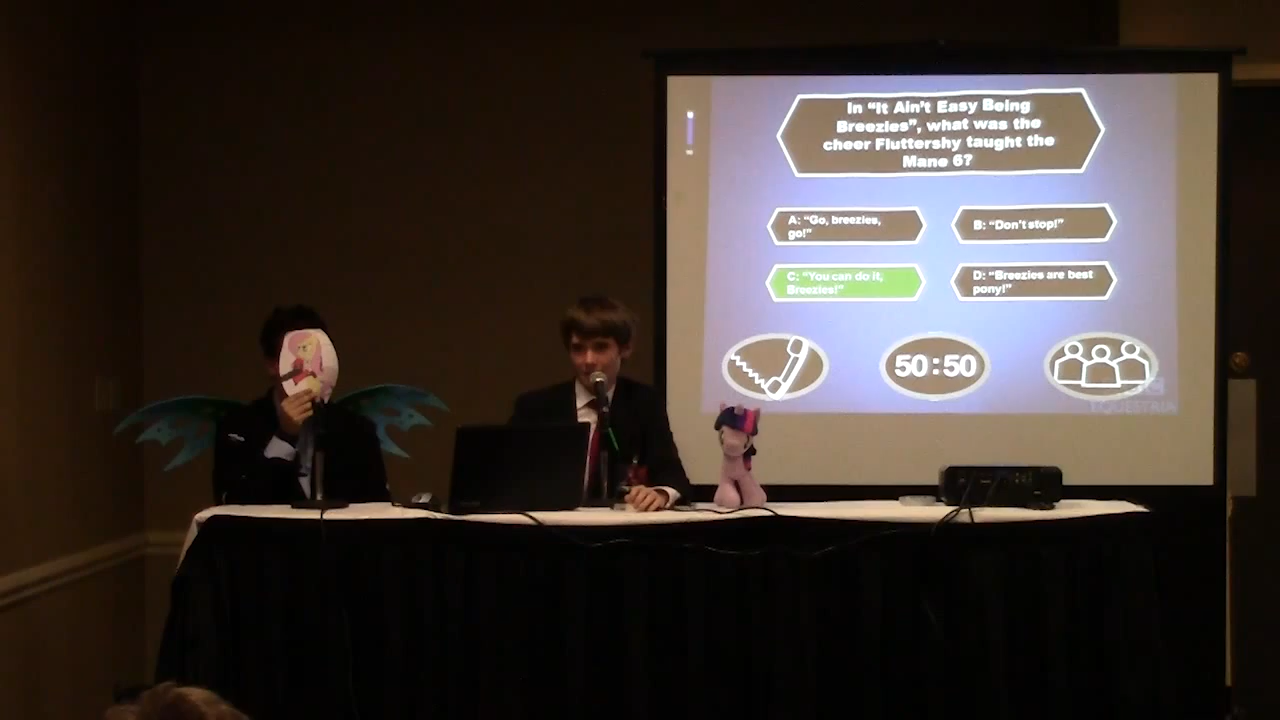 In “It Ain’t Easy Being
Breezies”, what was the
cheer Fluttershy taught the
Mane 6?
A: “Go, breezies,
go!”
B: “Don’t stop!”
C: “You can do it,
Breezies!”
D: “Breezies are best
pony!”
50:50
EQUESTRIA